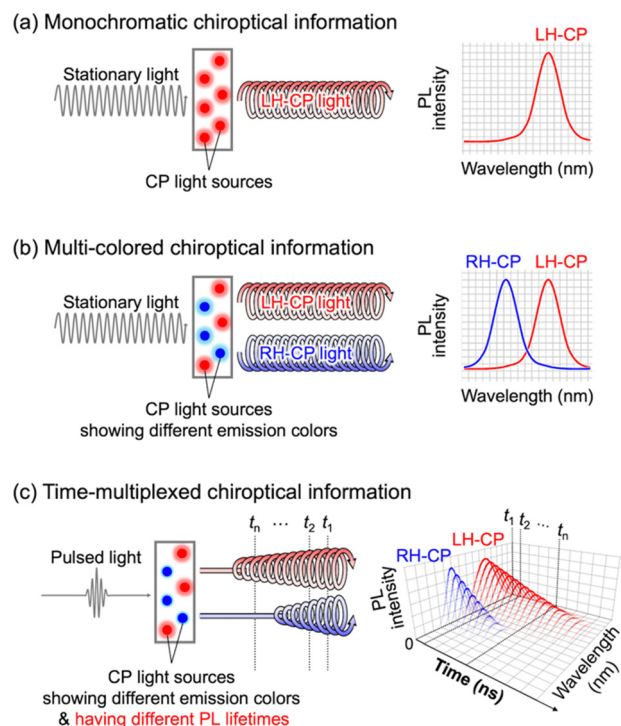 (a) Monochromatic chiroptical information
Stationary light
LH-CP light
CP light sources
LH-CP
PL
intensity
Wavelength (nm)
(b) Multi-colored chiroptical information
Stationary light
LH-CP light
RH-CP light
CP light sources
showing different emission colors
RH-CP LH-CP
PL
intensity
Wavelength (nm)
(c) Time-multiplexed chiroptical information
Pulsed light
tn ... t2 t1
CP light sources
showing different emission colors
& having different PL lifetimes
t1 t2 ... tn
LH-CP
RH-CP
PL
intensity
0
Time (ns)
Wavelength
(nm)